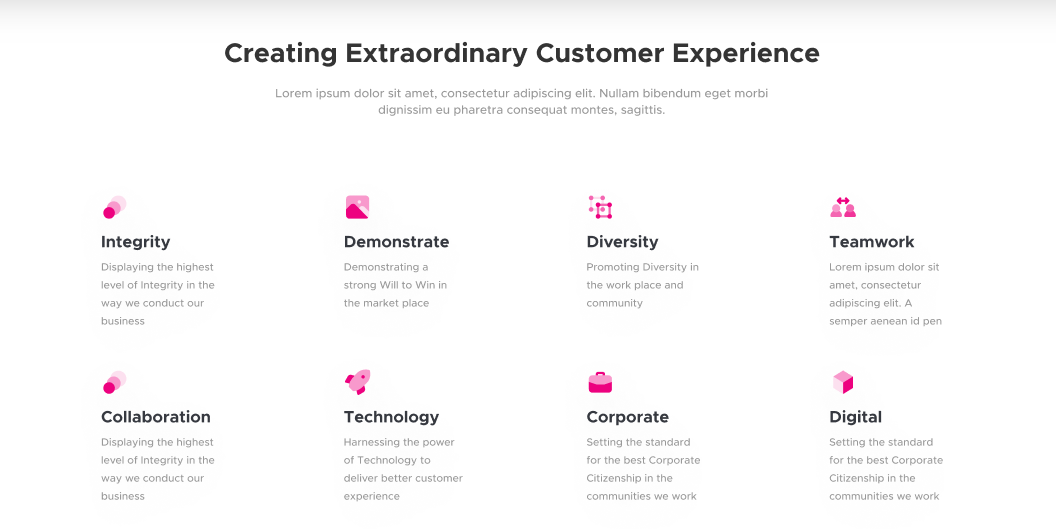 Creating Extraordinary Customer Experience
Lorem ipsum dolor sit amet, consectetur adipiscing elit. Nullam bibendum eget morbi
dignissim eu pharetra consequat montes, sagittis.
Integrity
Displaying the highest
level of Integrity in the
way we conduct our
business
Demonstrate
Demonstrating a
strong Will to Win in
the market place
Diversity
Promoting Diversity in
the work place and
community
Teamwork
Lorem ipsum dolor sit
amet, consectetur
adipiscing elit. A
semper aenean id pen
Collaboration
Displaying the highest
level of Integrity in the
way we conduct our
business
Technology
Harnessing the power
of Technology to
deliver better customer
experience
Corporate
Setting the standard
for the best Corporate
Citizenship in the
communities we work
Digital
Setting the standard
for the best Corporate
Citizenship in the
communities we work